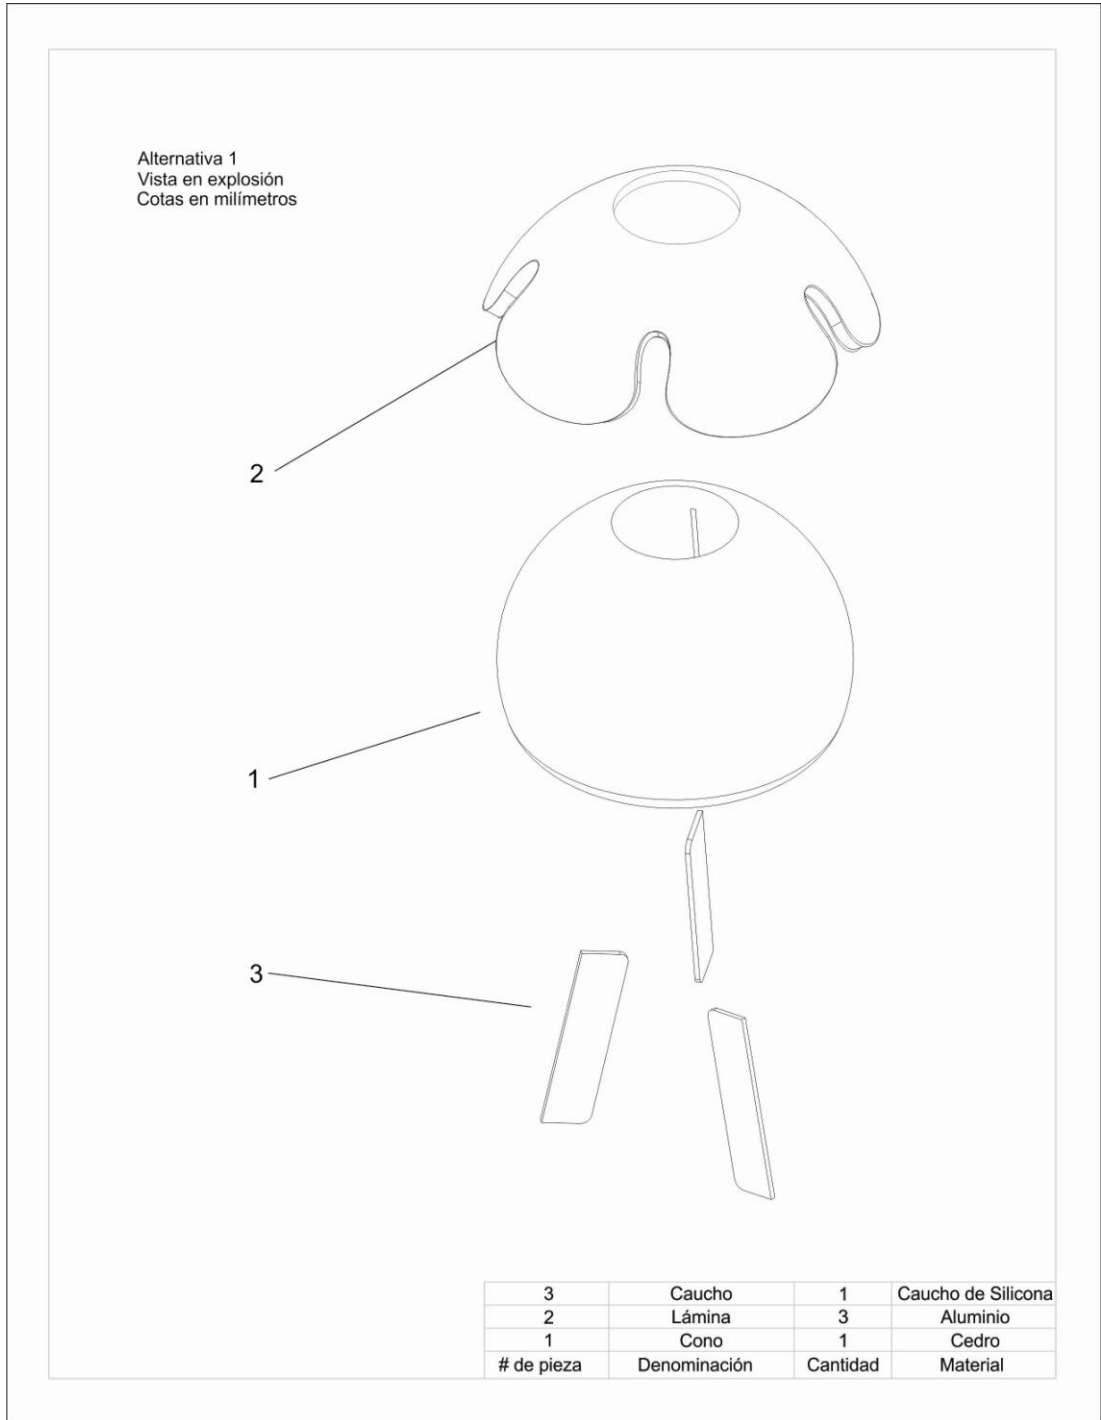 Alternativa 1
Vista en explosión
Cotas en milímetros
2
1
3
3 Caucho 1 Caucho de Silicona
2 Lámina 3 Aluminio
1 Cono 1 Cedro
# de pieza Denominación Cantidad Material